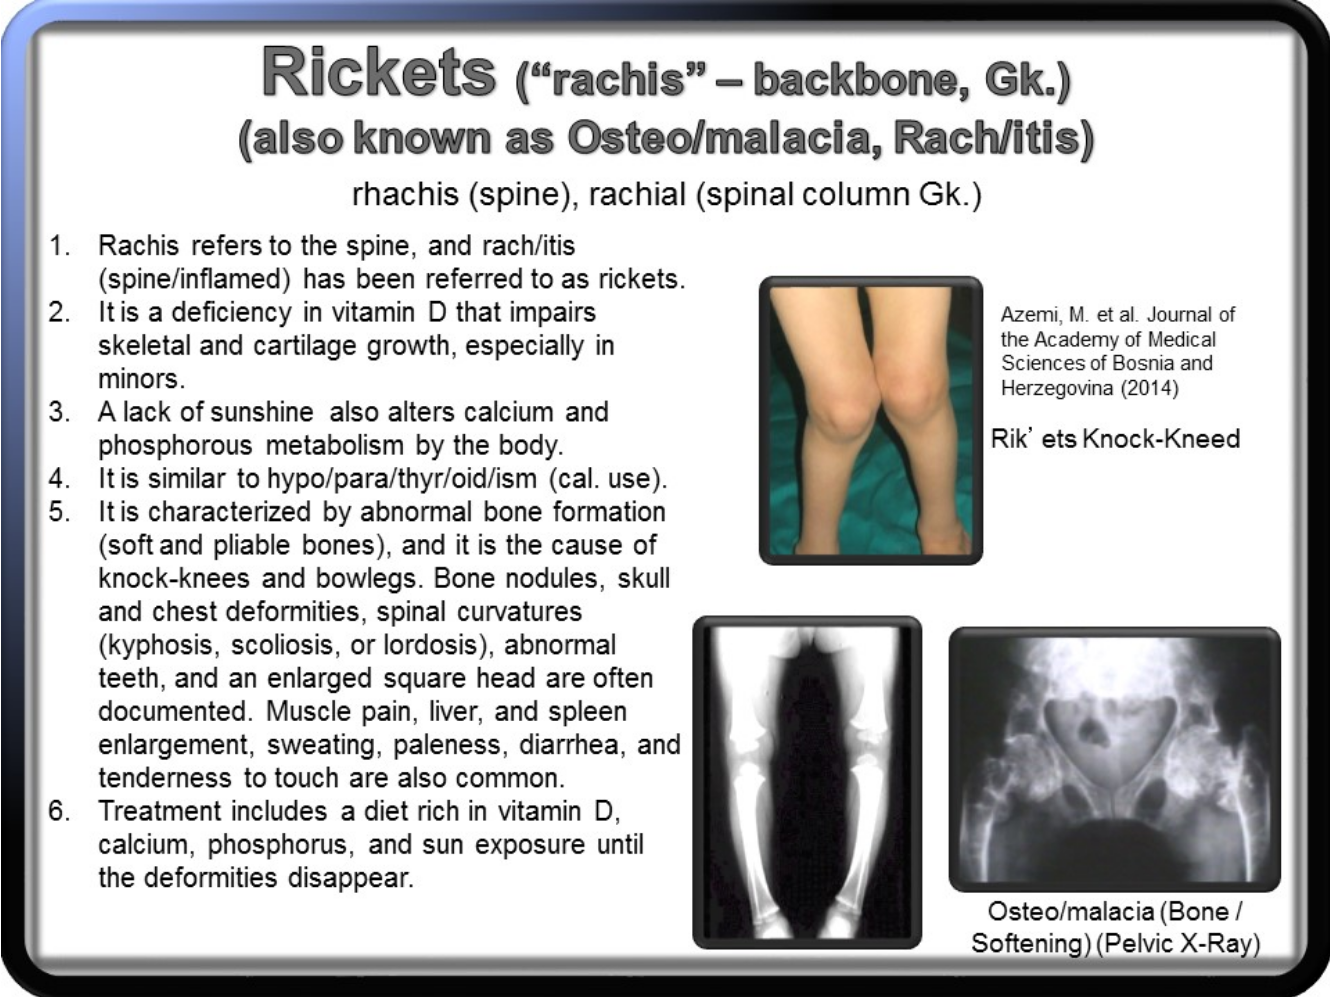 Rickets (“rachis” – backbone, Gk.)
(also known as Osteo/malacia, Rach/itis)
rhachis (spine), rachial (spinal column Gk.)
1. Rachis refers to the spine, and rach/itis
(spine/inflamed) has been referred to as rickets.
2. It is a deficiency in vitamin D that impairs
skeletal and cartilage growth, especially in
minors.
3. A lack of sunshine also alters calcium and
phosphorous metabolism by the body.
4. It is similar to hypo/para/thyr/oid/ism (cal. use).
5. It is characterized by abnormal bone formation
(soft and pliable bones), and it is the cause of
knock-knees and bowlegs. Bone nodules, skull
and chest deformities, spinal curvatures
(kyphosis, scoliosis, or lordosis), abnormal
teeth, and an enlarged square head are often
documented. Muscle pain, liver, and spleen
enlargement, sweating, paleness, diarrhea, and
tenderness to touch are also common.
6. Treatment includes a diet rich in vitamin D,
calcium, phosphorus, and sun exposure until
the deformities disappear.
Azemi, M. et al. Journal of
the Academy of Medical
Sciences of Bosnia and
Herzegovina (2014)
Rik’ ets Knock-Kneed
Osteo/malacia (Bone /
Softening) (Pelvic X-Ray)